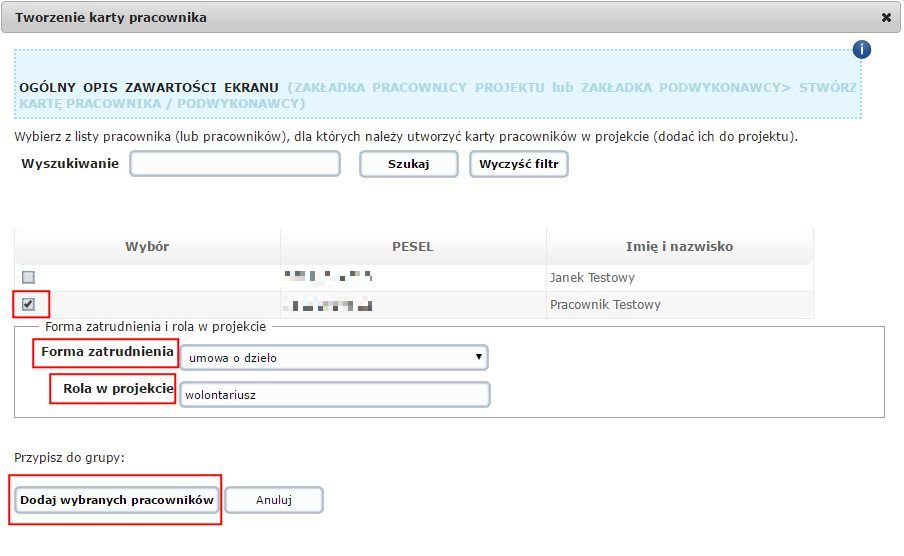 Tworzenie karty pracownika
OGÓLNY OPIS ZAWARTOŚCI EKRANU (ZAKŁADKA PRACOWNICY PROJEKTU lub ZAKŁADKA PODWYKONAWCY> STWÓRZ
KARTĘ PRACOWNIKA / PODWYKONAWCY)
Wybierz z listy pracownika (lub pracowników), dla których należy utworzyć karty pracowników w projekcie (dodać ich do projektu).
Wyszukiwanie Szukaj Wyczyść filtr
Wybór PESEL Imię i nazwisko
Janek Testowy
Pracownik Testowy
Forma zatrudnienia i rola w projekcie
Forma zatrudnienia umowa o dzieło
Rola w projekcie wolontariusz
Przypisz do grupy:
Dodaj wybranych pracowników Anuluj